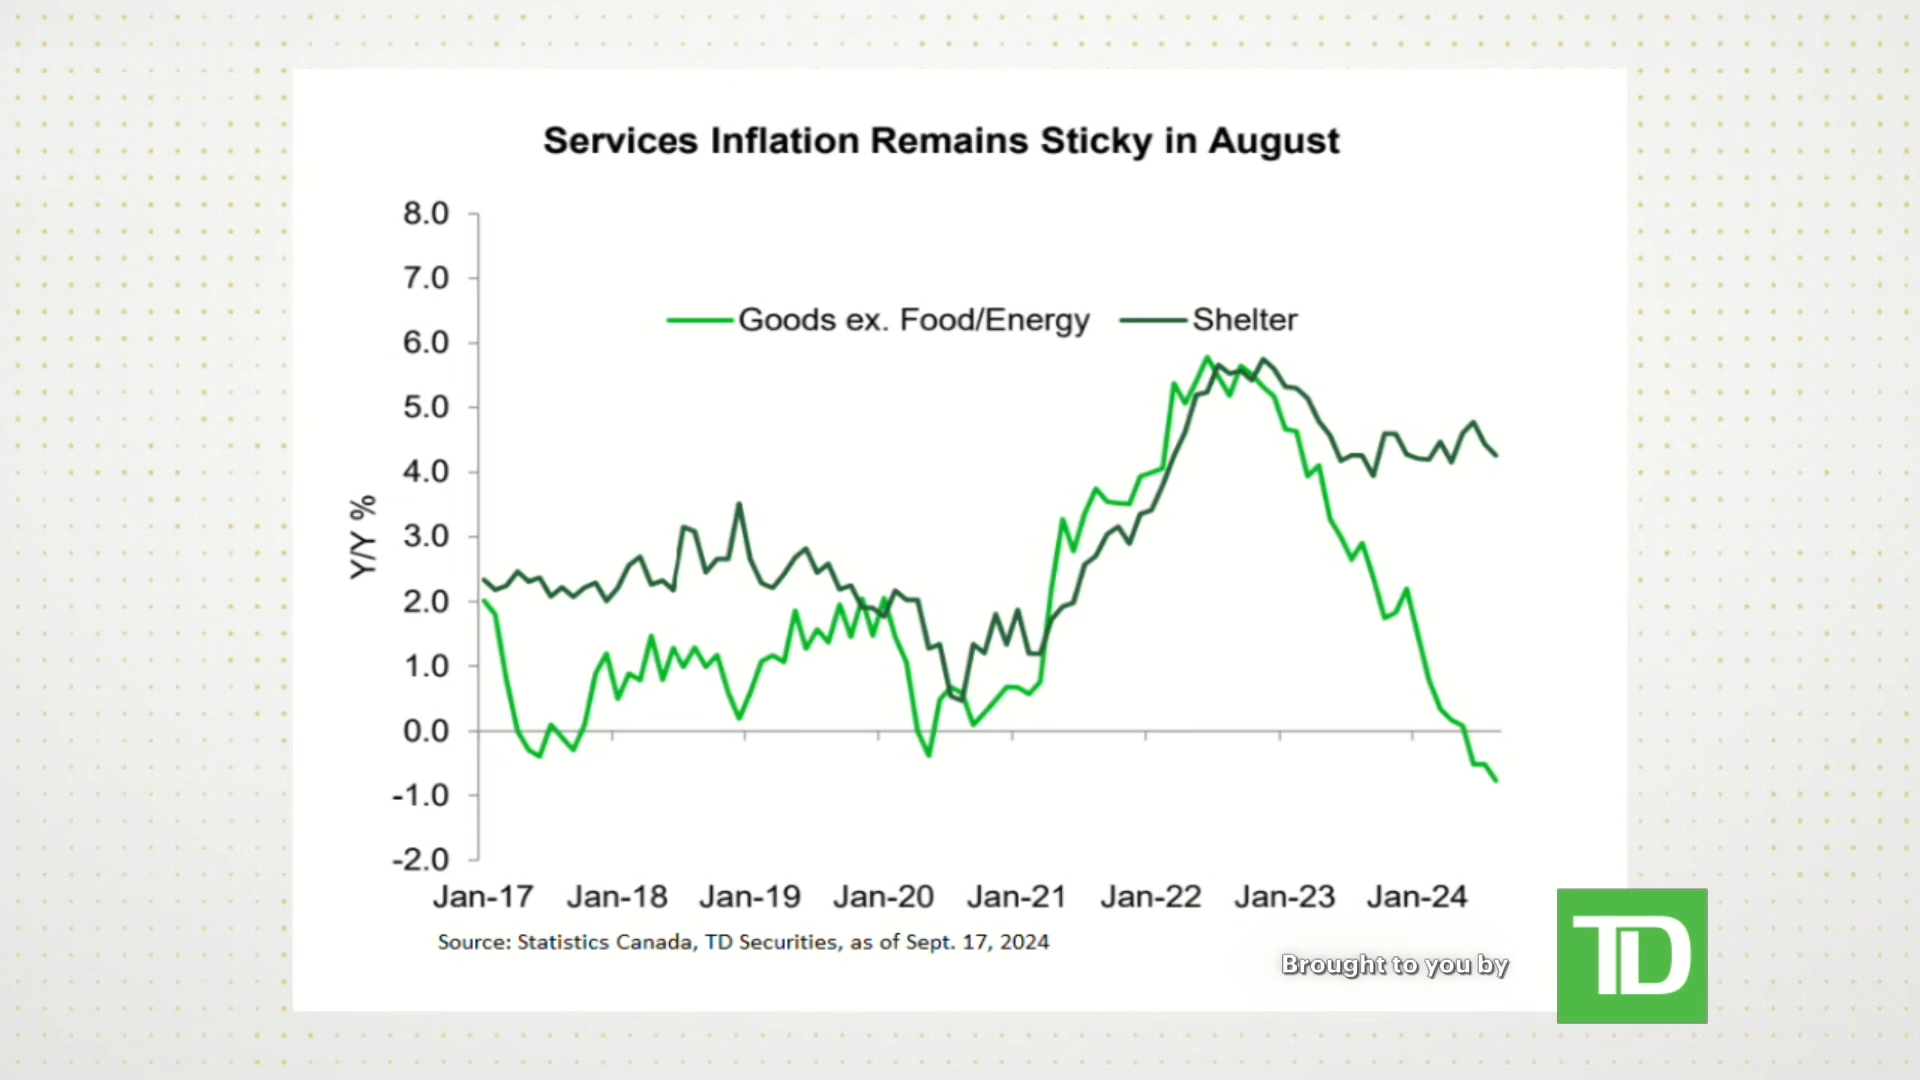 Services Inflation Remains Sticky in August
8.0
7.0
Goods ex. Food/Energy Shelter
6.0
5.0
4.0
Y/Y %
3.0
2.0
1.0
0.0
-1.0
-2.0
Jan-17 Jan-18 Jan-19 Jan-20 Jan-21 Jan-22 Jan-23 Jan-24
Source: Statistics Canada, TD Securities, as of Sept. 17, 2024
Brought to you by
TD